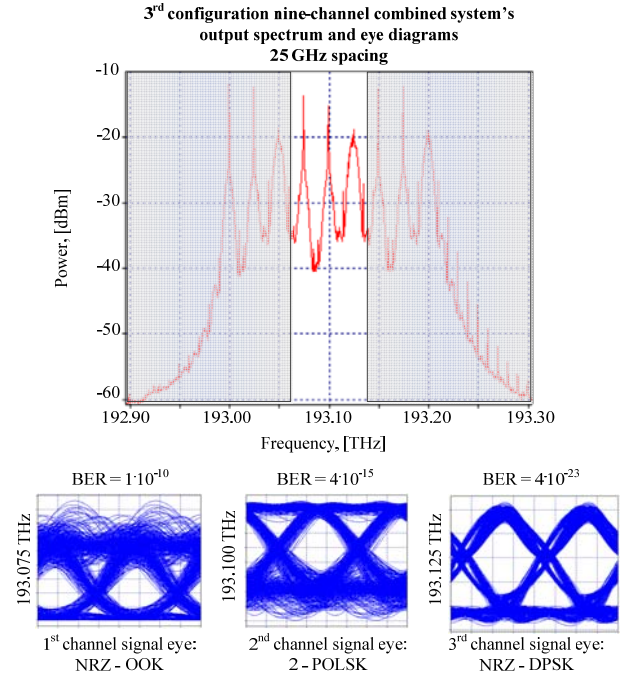 3rd configuration nine-channel combined system's
output spectrum and eye diagrams
25 GHz spacing
-10
-20
-30
-40
-50
-60
Power, [dBm]
192.90 193.00 193.10 193.20 193.30
Frequency, [THz]
BER = 1·10-10 BER = 4·10-15 BER = 4·10-23
193.075 THz 193.100 THz 193.125 THz
1st channel signal eye: 2nd channel signal eye: 3rd channel signal eye:
NRZ - OOK 2 - POLSK NRZ - DPSK